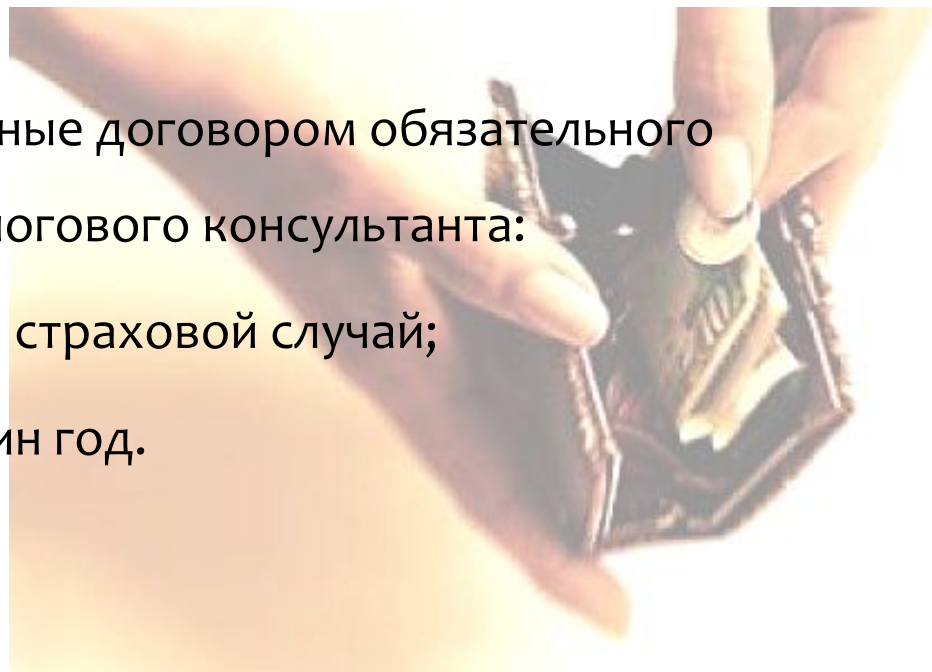 ные договором обязательного
логового консультанта:
страховой случай;
ин год.